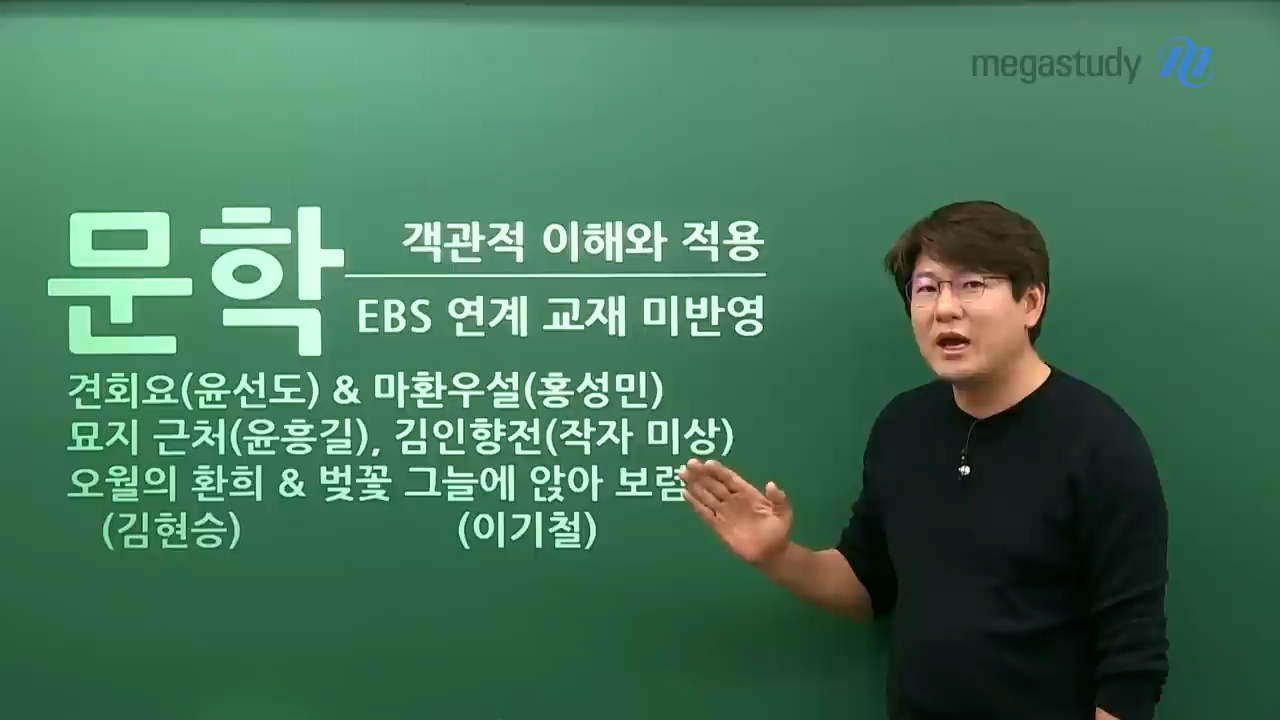 megastudy
문학
객관적 이해와 적용
EBS 연계 교재 미반영
견회요(윤선도) & 마환우설(홍성민)
묘지 근처(윤흥길), 김인향전(작자 미상)
오월의 환희 & 벚꽃 그늘에 앉아 보렴
(김현승) (이기철)